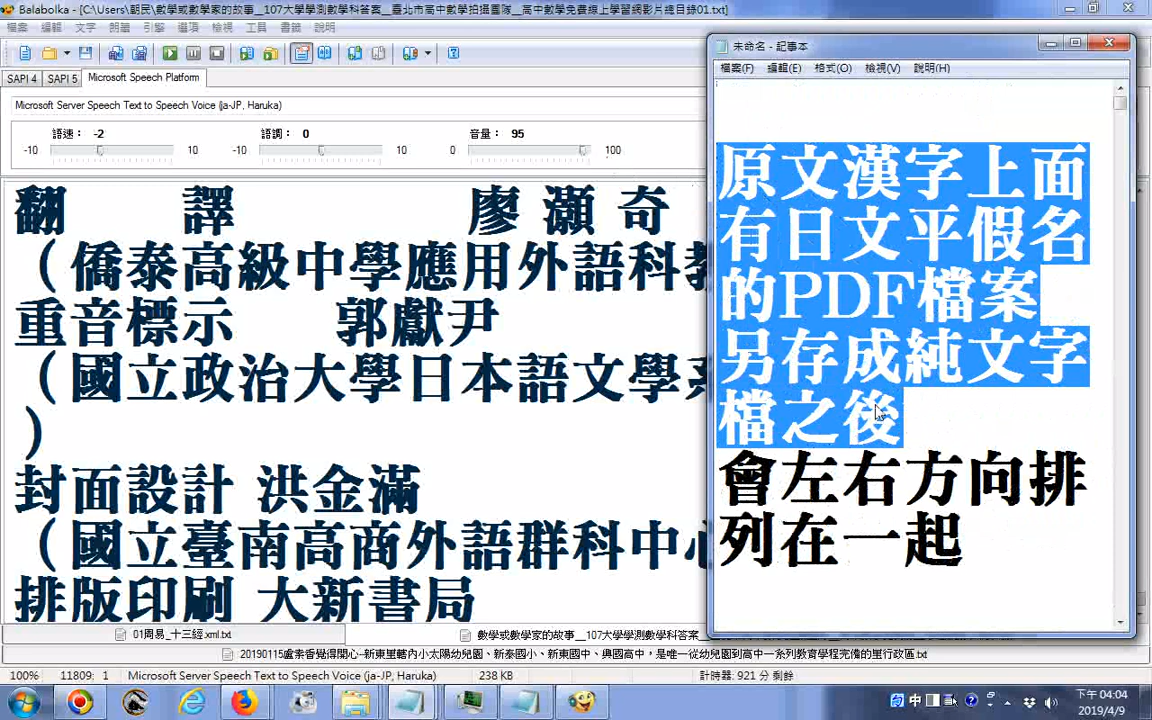 Balabolka - [C:\Users\朝民\數學或數學家的故事__107大學學測數學科答案__臺北市高中數學拍攝團隊__高中數學免費線上學習網影片總目錄01.txt]
檔案 編輯 文字 朗讀 引擎 選項 檢視 工具 書籤 說明
SAPI 4 SAPI 5 Microsoft Speech Platform
Microsoft Server Speech Text to Speech Voice (ja-JP, Haruka)
語速： -2 語調： 0 音量： 95
-10 10 -10 10 0 100
翻 譯 廖 灝 奇
（僑泰高級中學應用外語科教
重音標示 郭獻尹
（國立政治大學日本語文學系
）
封面設計 洪金滿
（國立臺南高商外語群科中心
排版印刷 大新書局
未命名 - 記事本
檔案(F) 編輯(E) 格式(O) 檢視(V) 說明(H)
原文漢字上面
有日文平假名
的PDF檔案
另存成純文字
檔之後
會左右方向排
列在一起
01周易_十三經.xml.txt
數學或數學家的故事__107大學學測數學科答案__
20190115盧素香覺得開心--新東里轄內小太陽幼兒園、新泰國小、新東國中、興國高中，是唯一從幼兒園到高中一系列教育學程完備的里行政區.txt
100% 11809: 1 Microsoft Server Speech Text to Speech Voice (ja-JP, Haruka) 238 KB 計時器: 921 分 剩餘
中
下午 04:04
2019/4/9